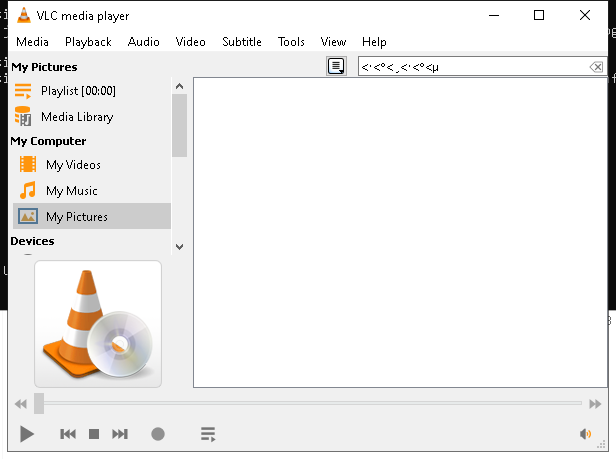 VLC media player
Media Playback Audio Video Subtitle Tools View Help
My Pictures
<·<º<¸<·<º<µ
Playlist [00:00]
Media Library
My Computer
My Videos
My Music
My Pictures
Devices